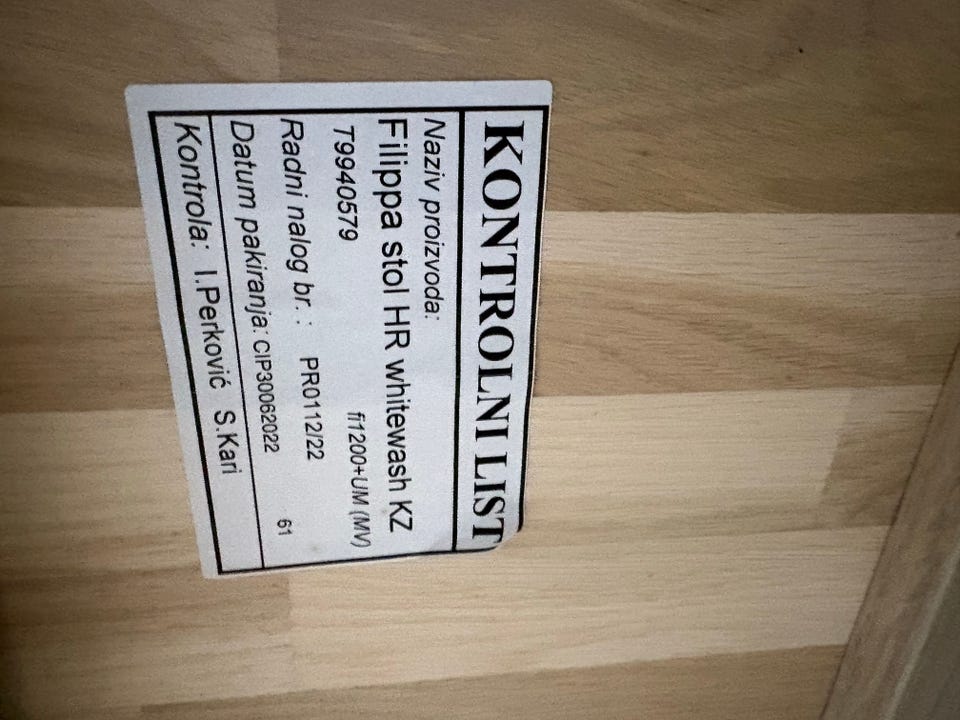 KONTROLNI LIST
Naziv proizvoda:
Filippa stol HR whitewash KZ
T9940579 fi1200+UM (MV)
Radni nalog br. : PR0112/22
Datum pakiranja: CIP30062022 61
Kontrola: I.Perković S.Kari